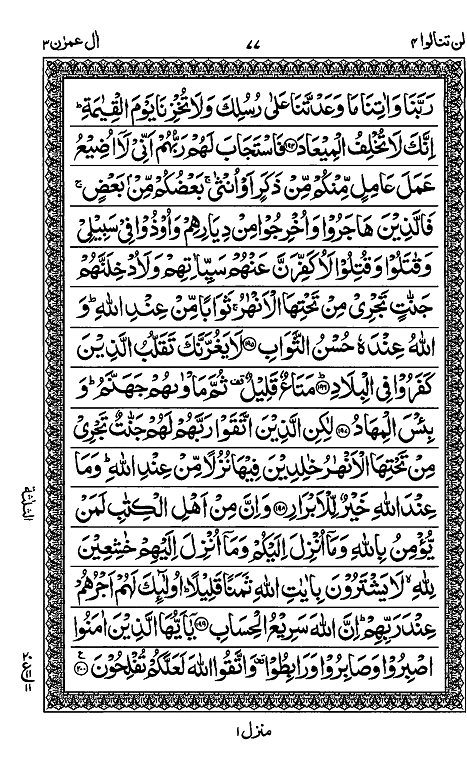 لن تنالوا ۴ ۷۷ اٰل عمرٰن ۳
رَبَّنَا وَاٰتِنَا مَا وَعَدْتَّنَا عَلٰى رُسُلِكَ وَلَا تُخْزِنَا يَوْمَ الْقِيٰمَةِ ؕ
اِنَّكَ لَا تُخْلِفُ الْمِيْعَادَ ﴿۱۹۴﴾ فَاسْتَجَابَ لَهُمْ رَبُّهُمْ اَنِّىْ لَاۤ اُضِيْعُ
عَمَلَ عَامِلٍ مِّنْكُمْ مِّنْ ذَكَرٍ اَوْ اُنْثٰى ۚ بَعْضُكُمْ مِّنْۢ بَعْضٍ ۚ
فَالَّذِيْنَ هَاجَرُوْا وَاُخْرِجُوْا مِنْ دِيَارِهِمْ وَاُوْذُوْا فِىْ سَبِيْلِىْ
وَقٰتَلُوْا وَقُتِلُوْا لَاُكَفِّرَنَّ عَنْهُمْ سَيِّاٰتِهِمْ وَلَاُدْخِلَنَّهُمْ
جَنّٰتٍ تَجْرِىْ مِنْ تَحْتِهَا الْاَنْهٰرُ ۚ ثَوَابًا مِّنْ عِنْدِ اللّٰهِ ؕ وَ
اللّٰهُ عِنْدَهٗ حُسْنُ الثَّوَابِ ﴿۱۹۵﴾ لَا يَغُرَّنَّكَ تَقَلُّبُ الَّذِيْنَ
كَفَرُوْا فِى الْبِلَادِ ﴿۱۹۶﴾ مَتَاعٌ قَلِيْلٌ ۟ ثُمَّ مَاْوٰىهُمْ جَهَنَّمُ ؕ وَ
بِئْسَ الْمِهَادُ ﴿۱۹۷﴾ لٰكِنِ الَّذِيْنَ اتَّقَوْا رَبَّهُمْ لَهُمْ جَنّٰتٌ تَجْرِىْ
مِنْ تَحْتِهَا الْاَنْهٰرُ خٰلِدِيْنَ فِيْهَا نُزُلًا مِّنْ عِنْدِ اللّٰهِ ؕ وَمَا
عِنْدَ اللّٰهِ خَيْرٌ لِّلْاَبْرَارِ ﴿۱۹۸﴾ وَاِنَّ مِنْ اَهْلِ الْكِتٰبِ لَمَنْ
يُّؤْمِنُ بِاللّٰهِ وَمَاۤ اُنْزِلَ اِلَيْكُمْ وَمَاۤ اُنْزِلَ اِلَيْهِمْ خٰشِعِيْنَ
لِلّٰهِ ۙ لَا يَشْتَرُوْنَ بِاٰيٰتِ اللّٰهِ ثَمَنًا قَلِيْلًا ؕ اُولٰٓئِكَ لَهُمْ اَجْرُهُمْ
عِنْدَ رَبِّهِمْ ؕ اِنَّ اللّٰهَ سَرِيْعُ الْحِسَابِ ﴿۱۹۹﴾ يٰۤاَيُّهَا الَّذِيْنَ اٰمَنُوا
اصْبِرُوْا وَصَابِرُوْا وَرَابِطُوْا ۟ وَاتَّقُوا اللّٰهَ لَعَلَّكُمْ تُفْلِحُوْنَ ﴿۲۰۰﴾
منزل ۱